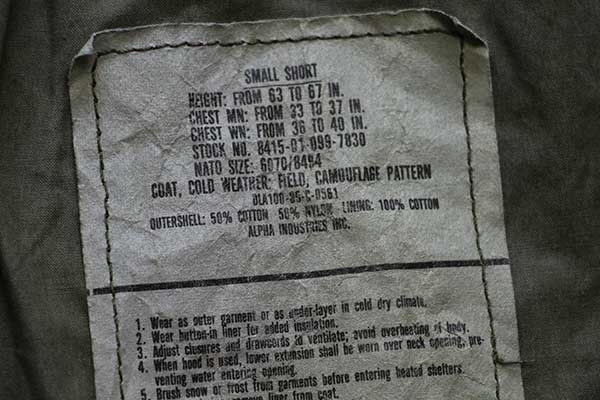 SMALL SHORT
HEIGHT: FROM 63 TO 67 IN.
CHEST MN: FROM 33 TO 37 IN.
CHEST WN: FROM 36 TO 40 IN.
STOCK NO. 8415-01-099-7830
NATO SIZE: 6070/8494
COAT, COLD WEATHER: FIELD, CAMOUFLAGE PATTERN
DLA100-85-C-0561
OUTERSHELL: 50% COTTON 50% NYLON LINING: 100% COTTON
ALPHA INDUSTRIES INC.
1. Wear as outer garment or as under-layer in cold dry climate.
2. Wear button-in liner for added insulation.
3. Adjust closures and drawcords to ventilate; avoid overheating of body.
4. When hood is used, lower extension shall be worn over neck opening, pre-
venting water entering opening.
5. Brush snow or frost from garments before entering heated shelters.
remove liner from coat.